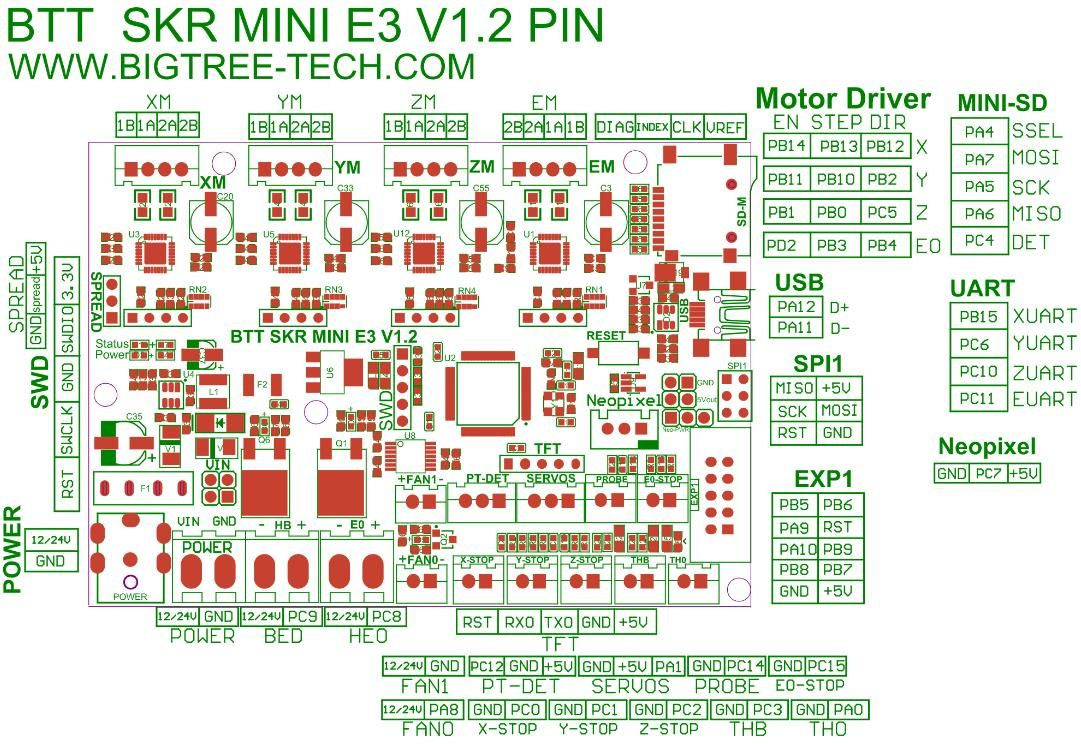 BTT SKR MINI E3 V1.2 PIN
WWW.BIGTREE-TECH.COM
XM YM ZM EM
1B 1A 2A 2B 1B 1A 2A 2B 1B 1A 2A 2B 2B 2A 1A 1B DIAG INDEX CLK VREF
Motor Driver
EN STEP DIR
PB14 PB13 PB12 X
PB11 PB10 PB2 Y
PB1 PB0 PC5 Z
PD2 PB3 PB4 E0
MINI-SD
PA4 SSEL
PA7 MOSI
PA5 SCK
PA6 MISO
PC4 DET
XM YM ZM EM
C20 C33 C55 C3
SD-M
U3 U5 U12 U1
RN2 RN3 RN4 RN1
USB
PA12 D+
PA11 D-
UART
PB15 XUART
PC6 YUART
PC10 ZUART
PC11 EUART
SPREAD
GND spread +5V
SWD
RST SWCLK GND SWDIO 3.3V
SPREAD
BTT SKR MINI E3 V1.2
RESET
USB
Status
Power
U4 L1 F2 U6 U2
SWD
GND
5Vout
SPI1
Neopixel
C35 V1 Q6 Q1 U8
VIN
F1
TFT
SPI1
MISO +5V
SCK MOSI
RST GND
Neopixel
GND PC7 +5V
+FAN1- PT-DET SERVOS PROBE E0-STOP
EXP1
EXP1
PB5 PB6
PA9 RST
PA10 PB9
PB8 PB7
GND +5V
VIN GND - HB + - E0 +
POWER
12/24V
GND
POWER
POWER
Q2
+FAN0- X-STOP Y-STOP Z-STOP THB TH0
12/24V GND 12/24V PC9 12/24V PC8
POWER BED HE0
RST RX0 TX0 GND +5V
TFT
12/24V GND PC12 GND +5V GND +5V PA1 GND PC14 GND PC15
FAN1 PT-DET SERVOS PROBE E0-STOP
12/24V PA8 GND PC0 GND PC1 GND PC2 GND PC3 GND PA0
FAN0 X-STOP Y-STOP Z-STOP THB TH0